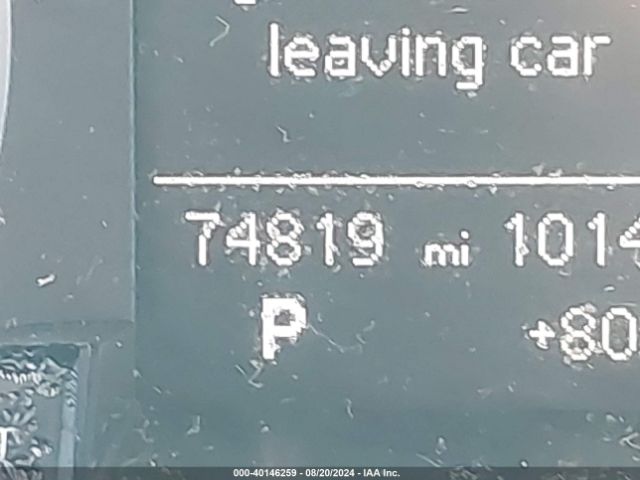 leaving car
74819 mi 1014
P +80
000-40146259 - 08/20/2024 - IAA Inc.